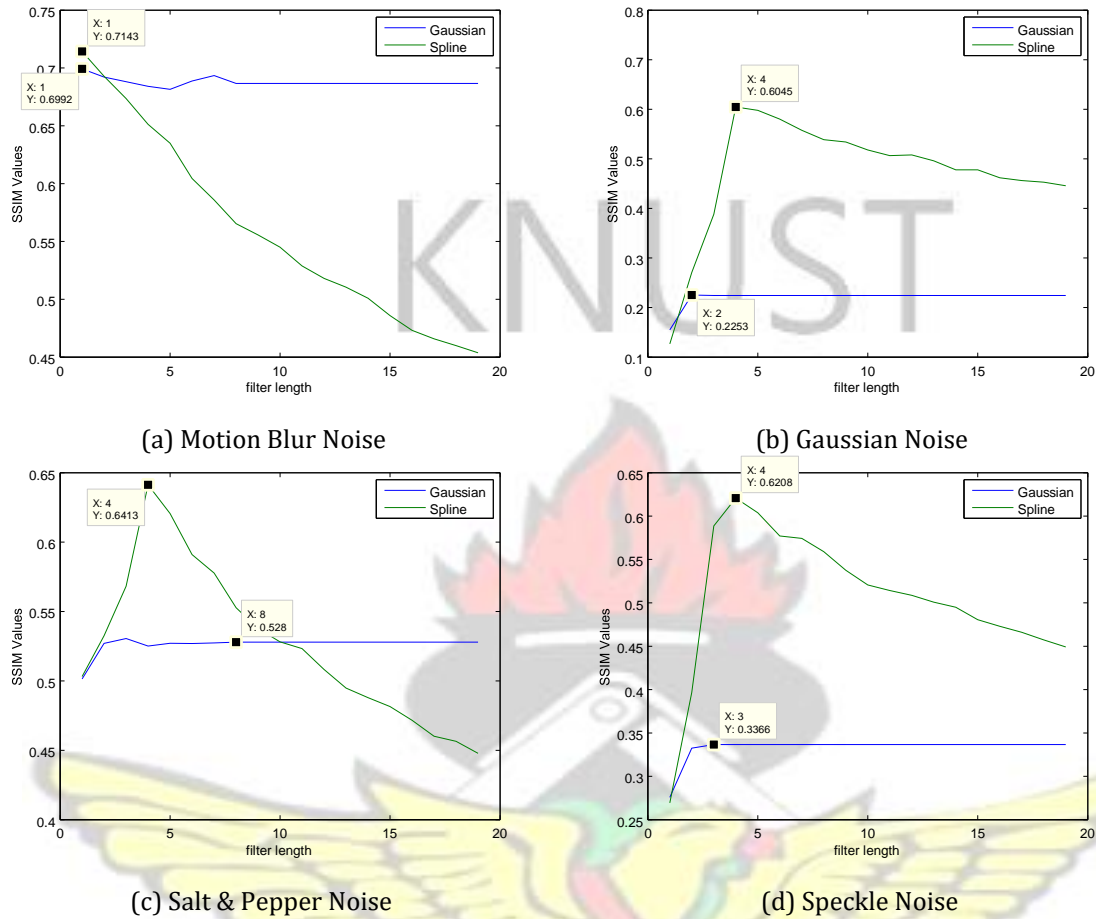 0.75
0.7
0.65
0.6
0.55
0.5
0.45
0
5
10
15
20
SSIM Values
filter length
X: 1
Y: 0.7143
X: 1
Y: 0.6992
Gaussian
Spline
(a) Motion Blur Noise
0.8
0.7
0.6
0.5
0.4
0.3
0.2
0.1
0
5
10
15
20
SSIM Values
filter length
X: 4
Y: 0.6045
X: 2
Y: 0.2253
Gaussian
Spline
(b) Gaussian Noise
KNUST
0.65
0.6
0.55
0.5
0.45
0.4
0
5
10
15
20
SSIM Values
filter length
X: 4
Y: 0.6413
X: 8
Y: 0.528
Gaussian
Spline
(c) Salt & Pepper Noise
0.65
0.6
0.55
0.5
0.45
0.4
0.35
0.3
0.25
0
5
10
15
20
SSIM Values
filter length
X: 4
Y: 0.6208
X: 3
Y: 0.3366
Gaussian
Spline
(d) Speckle Noise